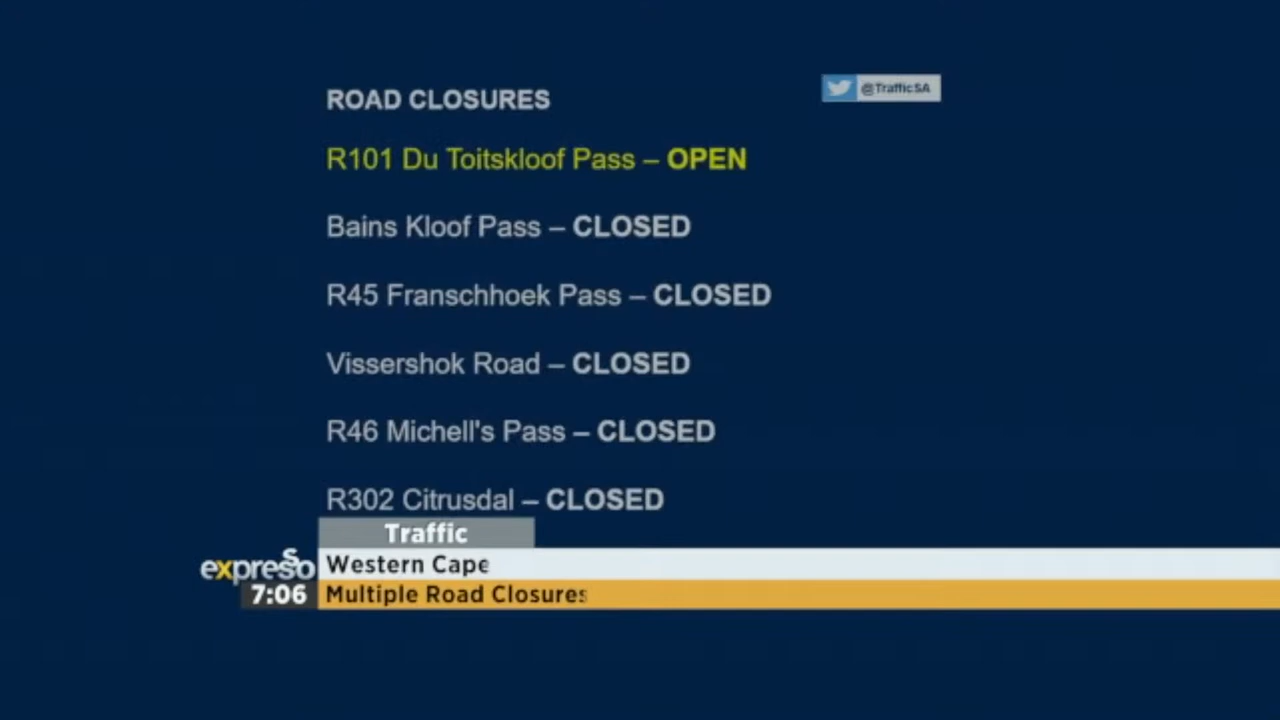 ROAD CLOSURES
@TrafficSA
R101 Du Toitskloof Pass – OPEN
Bains Kloof Pass – CLOSED
R45 Franschhoek Pass – CLOSED
Vissershok Road – CLOSED
R46 Michell's Pass – CLOSED
R302 Citrusdal – CLOSED
Traffic
expresso
Western Cape
7:06
Multiple Road Closures